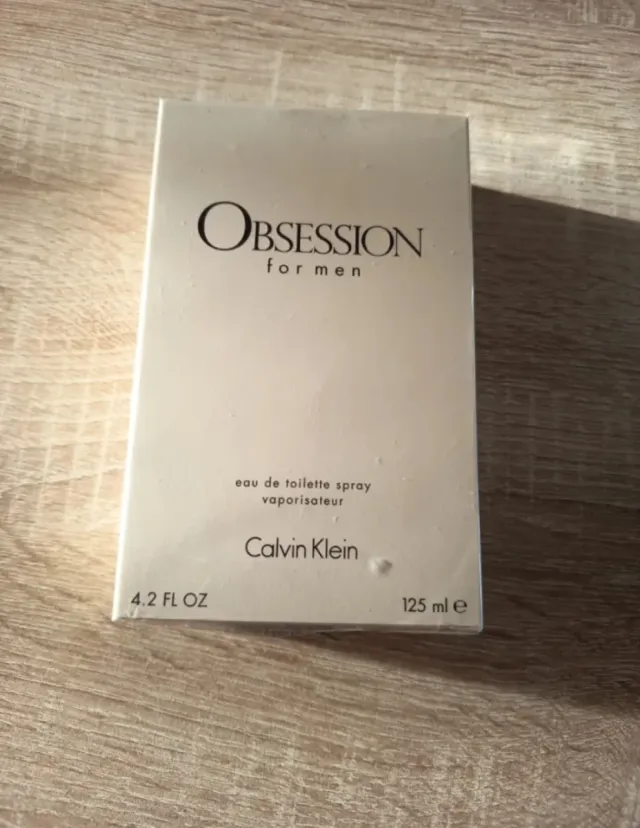 OBSESSION
for men
eau de toilette spray
vaporisateur
Calvin Klein
4.2 FL OZ 125 ml ℮